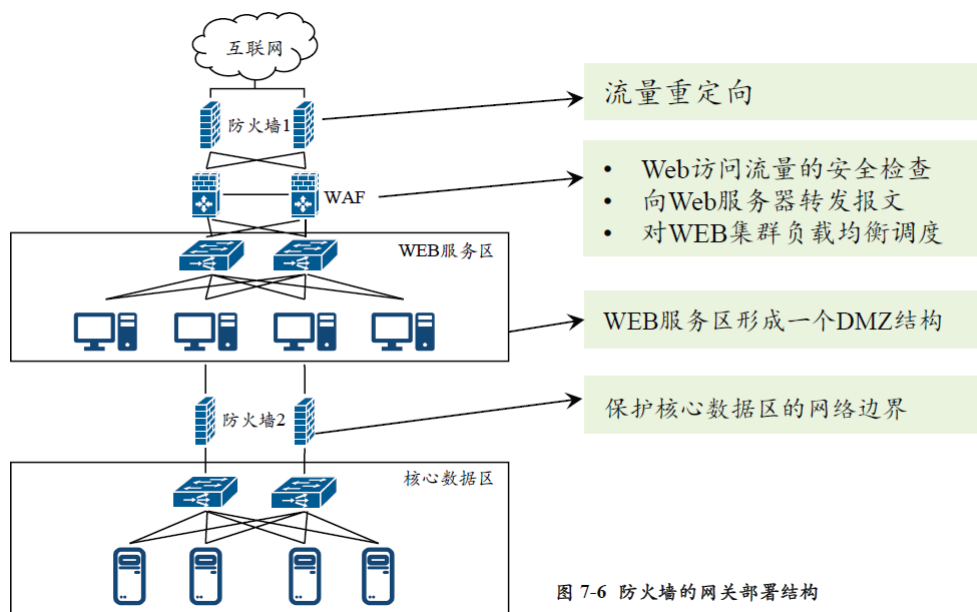 互联网
防火墙1
流量重定向
WAF
• Web访问流量的安全检查
• 向Web服务器转发报文
• 对WEB集群负载均衡调度
WEB服务区
WEB服务区形成一个DMZ结构
防火墙2
保护核心数据区的网络边界
核心数据区
图 7-6 防火墙的网关部署结构